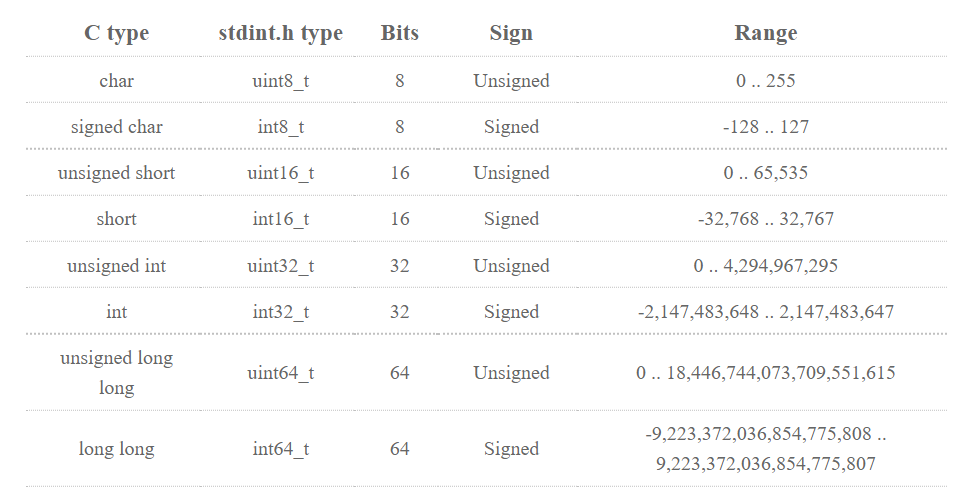 C type stdint.h type Bits Sign Range
char uint8_t 8 Unsigned 0 .. 255
signed char int8_t 8 Signed -128 .. 127
unsigned short uint16_t 16 Unsigned 0 .. 65,535
short int16_t 16 Signed -32,768 .. 32,767
unsigned int uint32_t 32 Unsigned 0 .. 4,294,967,295
int int32_t 32 Signed -2,147,483,648 .. 2,147,483,647
unsigned long
long uint64_t 64 Unsigned 0 .. 18,446,744,073,709,551,615
long long int64_t 64 Signed -9,223,372,036,854,775,808 ..
9,223,372,036,854,775,807